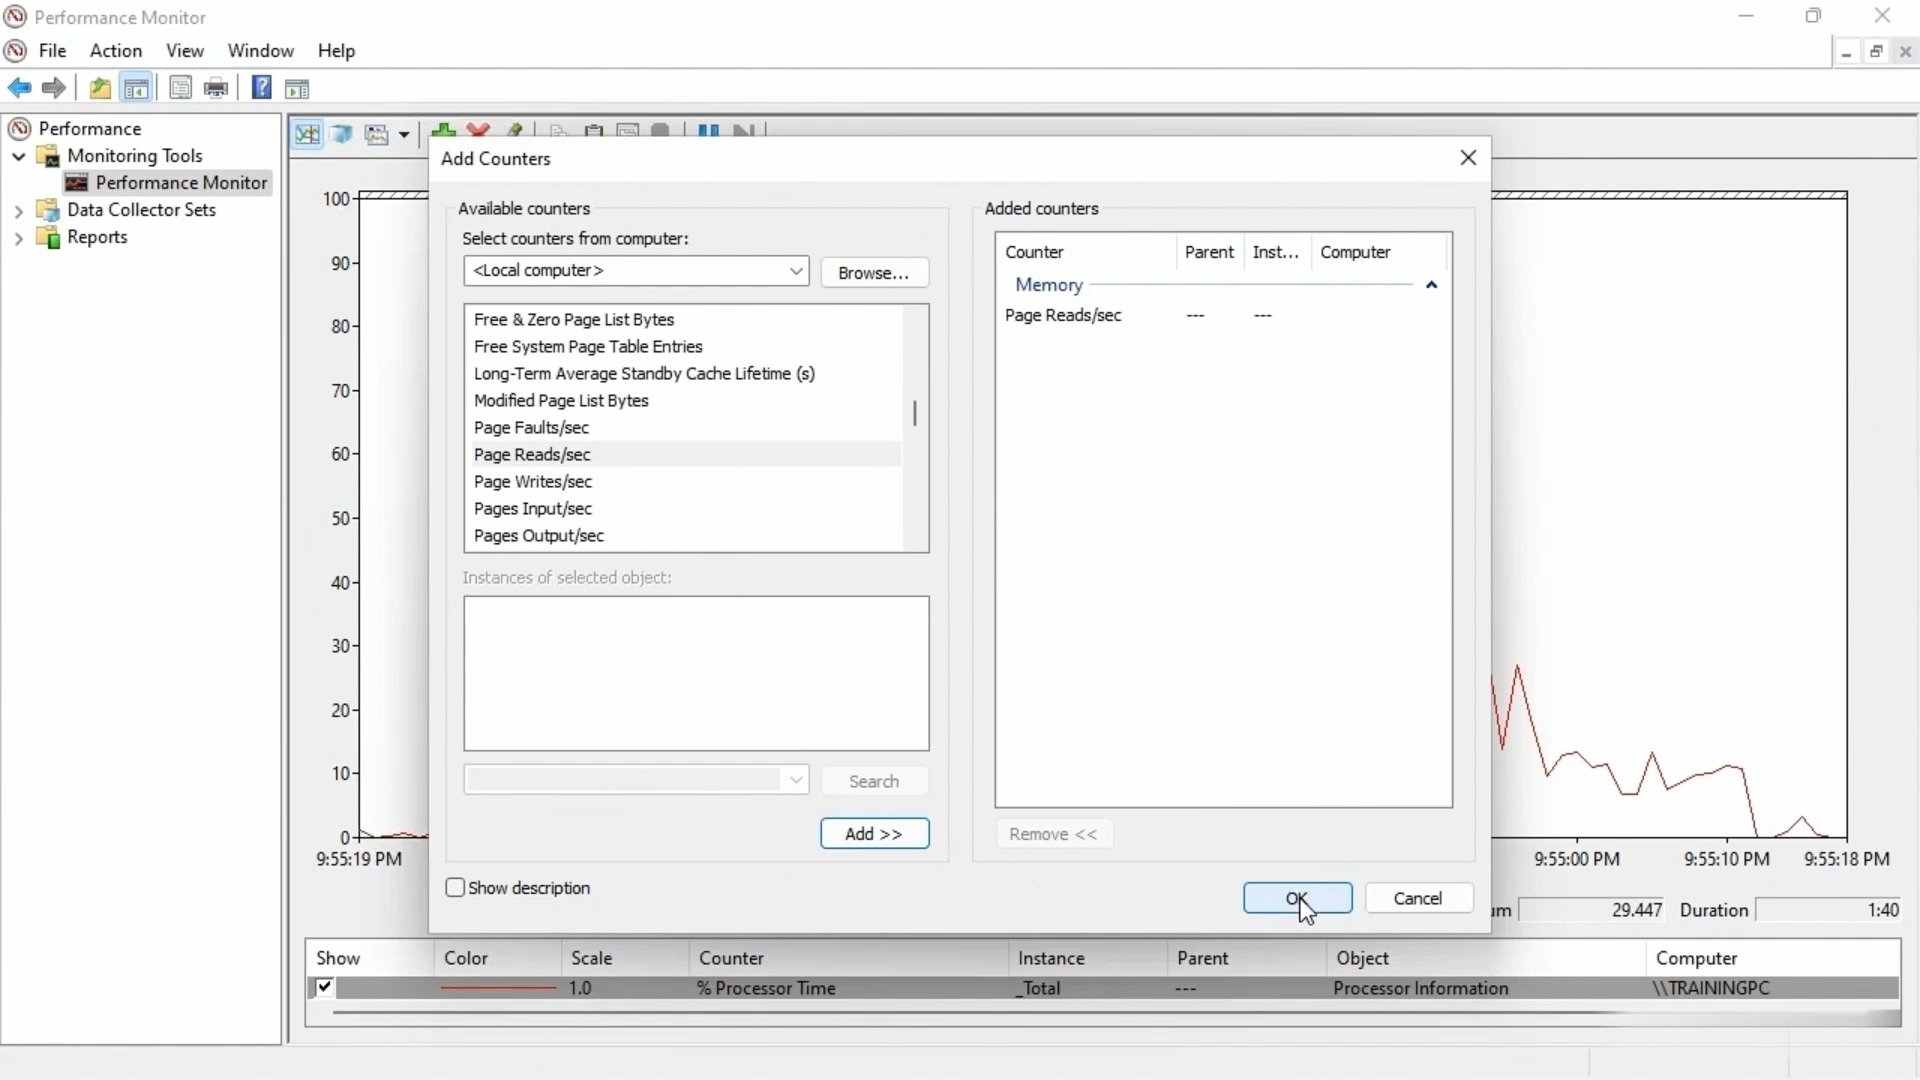 Performance Monitor
File Action View Window Help
Performance
Monitoring Tools
Performance Monitor
Data Collector Sets
Reports
100
90
80
70
60
50
40
30
20
10
0
9:55:19 PM
Add Counters
Available counters
Select counters from computer:
<Local computer>
Browse...
Free & Zero Page List Bytes
Free System Page Table Entries
Long-Term Average Standby Cache Lifetime (s)
Modified Page List Bytes
Page Faults/sec
Page Reads/sec
Page Writes/sec
Pages Input/sec
Pages Output/sec
Instances of selected object:
Search
Add >>
Show description
Added counters
Counter Parent Inst... Computer
Memory
Page Reads/sec --- ---
Remove <<
OK Cancel
9:55:00 PM 9:55:10 PM 9:55:18 PM
29.447 Duration 1:40
Show Color Scale Counter Instance Parent Object Computer
1.0 % Processor Time _Total --- Processor Information \\TRAININGPC